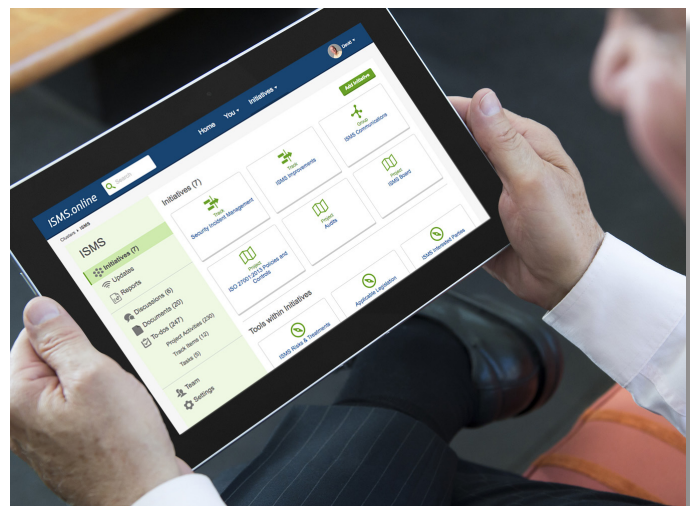 ISMS.online
Search
Home
You
Initiatives
David
Clusters ▸ ISMS
ISMS
Initiatives (7)
Updates
Reports
Discussions (6)
Documents (20)
To-dos (247)
Project Activities (230)
Track Items (12)
Tasks (5)
Team
Settings
Initiatives (7)
Add Initiative
Track
Security Incident Management
Track
ISMS Improvements
Group
ISMS Communications
Project
ISO 27001:2013 Policies and
Controls
Project
Audits
Project
ISMS Board
Tools within Initiatives
ISMS Risks & Treatments
Applicable Legislation
ISMS Interested Parties